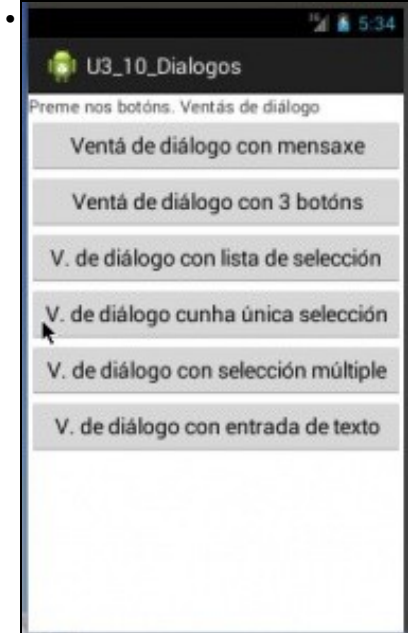 3G 5:34
U3_10_Dialogos
Preme nos botóns. Ventás de diálogo
Ventá de diálogo con mensaxe
Ventá de diálogo con 3 botóns
V. de diálogo con lista de selección
V. de diálogo cunha única selección
V. de diálogo con selección múltiple
V. de diálogo con entrada de texto